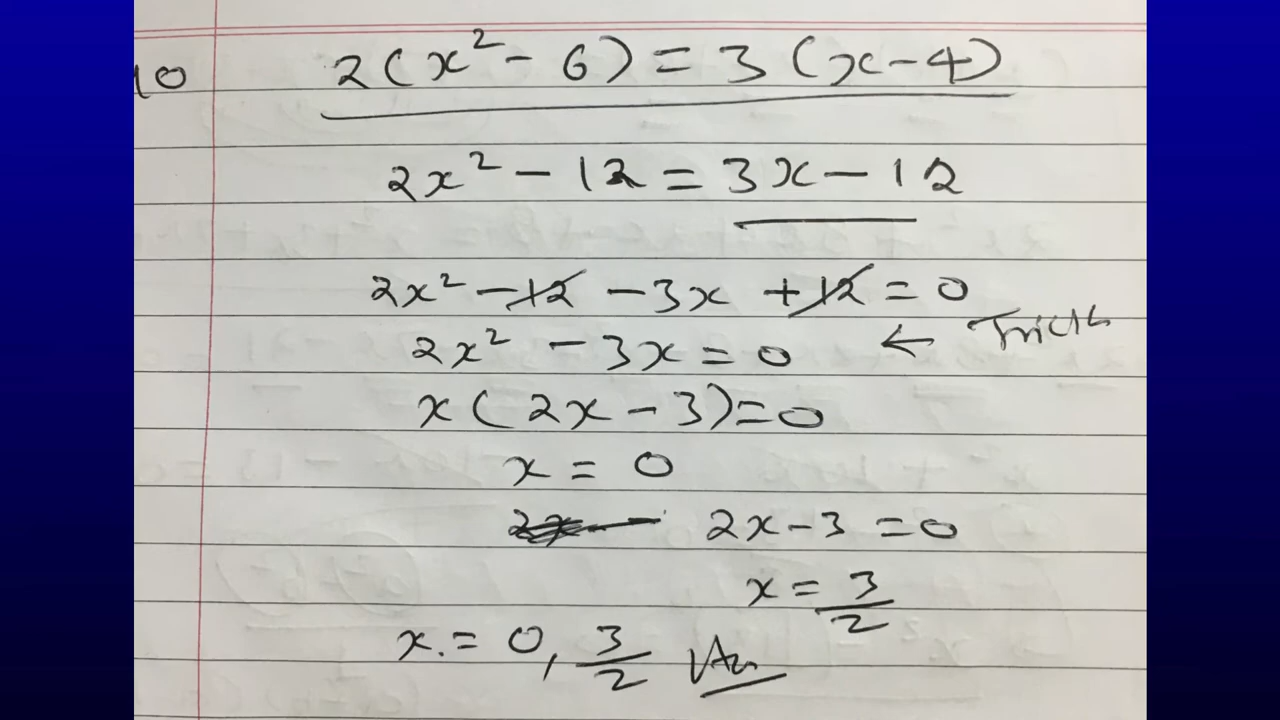 10 2(x² - 6) = 3(x - 4)
2x² - 12 = 3x - 12
2x² - 12 - 3x + 12 = 0
← Trick
2x² - 3x = 0
x(2x - 3) = 0
x = 0
2x - 3 = 0
x = 3/2
x = 0, 3/2 Ans